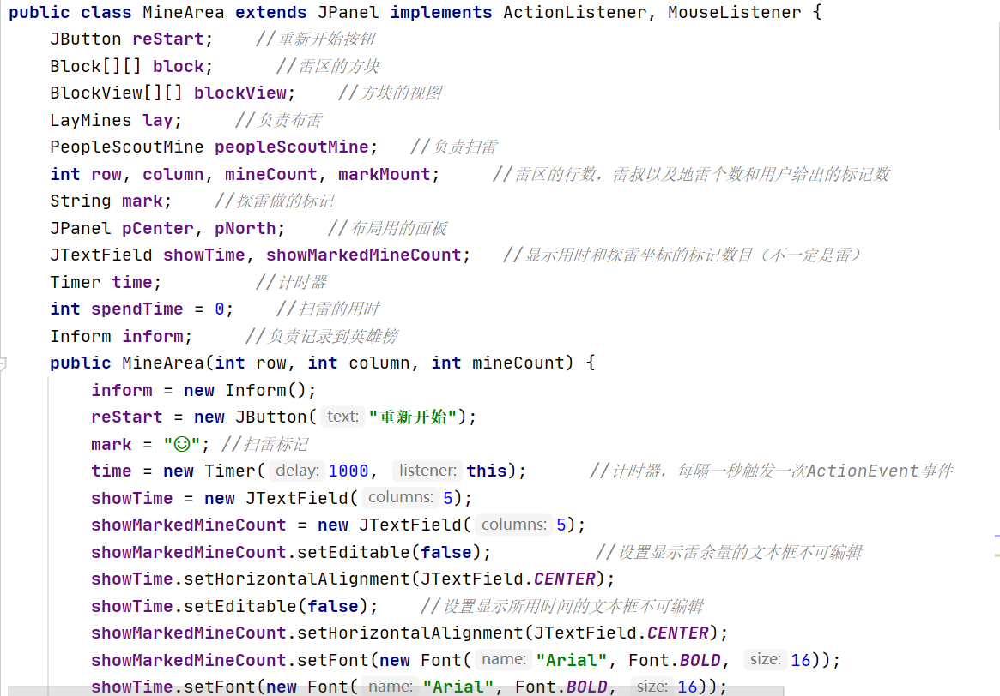 public class MineArea extends JPanel implements ActionListener, MouseListener {
JButton reStart; //重新开始按钮
Block[][] block; //雷区的方块
BlockView[][] blockView; //方块的视图
LayMines lay; //负责布雷
PeopleScoutMine peopleScoutMine; //负责扫雷
int row, column, mineCount, markMount; //雷区的行数，雷叔以及地雷个数和用户给出的标记数
String mark; //探雷做的标记
JPanel pCenter, pNorth; //布局用的面板
JTextField showTime, showMarkedMineCount; //显示用时和探雷坐标的标记数目（不一定是雷）
Timer time; //计时器
int spendTime = 0; //扫雷的用时
Inform inform; //负责记录到英雄榜
public MineArea(int row, int column, int mineCount) {
inform = new Inform();
reStart = new JButton( text: "重新开始");
mark = "☺"; //扫雷标记
time = new Timer( delay: 1000, listener: this); //计时器，每隔一秒触发一次ActionEvent事件
showTime = new JTextField( columns: 5);
showMarkedMineCount = new JTextField( columns: 5);
showMarkedMineCount.setEditable(false); //设置显示雷余量的文本框不可编辑
showTime.setHorizontalAlignment(JTextField.CENTER);
showTime.setEditable(false); //设置显示所用时间的文本框不可编辑
showMarkedMineCount.setHorizontalAlignment(JTextField.CENTER);
showMarkedMineCount.setFont(new Font( name: "Arial", Font.BOLD, size: 16));
showTime.setFont(new Font( name: "Arial", Font.BOLD, size: 16));